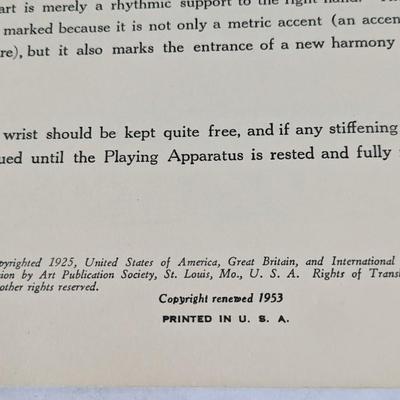 art is merely a rhythmic support to the right hand.
marked because it is not only a metric accent (an accen
re), but it also marks the entrance of a new harmony
wrist should be kept quite free, and if any stiffening
ued until the Playing Apparatus is rested and fully
pyrighted 1925, United States of America, Great Britain, and International
sion by Art Publication Society, St. Louis, Mo., U. S. A. Rights of Transl
other rights reserved.
Copyright renewed 1953
PRINTED IN U. S. A.